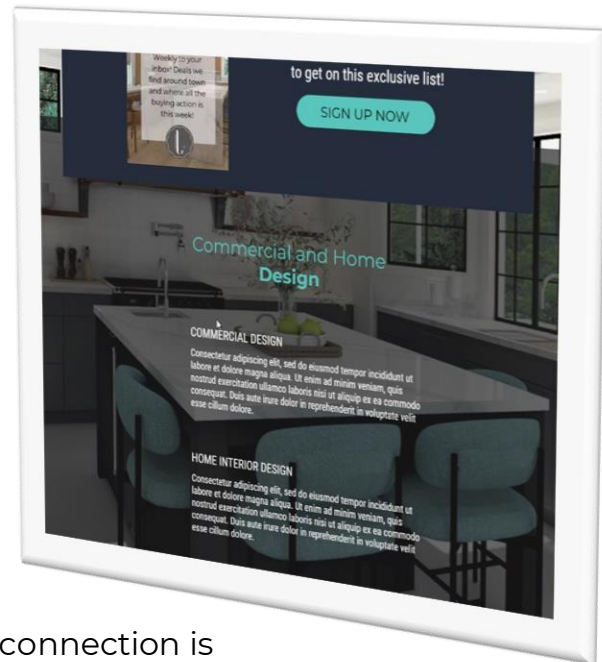 Weekly to your
inbox! Deals we
find around town
and where all the
buying action is
this week!
to get on this exclusive list!
SIGN UP NOW
Commercial and Home
Design
COMMERCIAL DESIGN
Consectetur adipiscing elit, sed do eiusmod tempor incididunt ut
labore et dolore magna aliqua. Ut enim ad minim veniam, quis
nostrud exercitation ullamco laboris nisi ut aliquip ex ea commodo
consequat. Duis aute irure dolor in reprehenderit in voluptate velit
esse cillum dolore.
HOME INTERIOR DESIGN
Consectetur adipiscing elit, sed do eiusmod tempor incididunt ut
labore et dolore magna aliqua. Ut enim ad minim veniam, quis
nostrud exercitation ullamco laboris nisi ut aliquip ex ea commodo
consequat. Duis aute irure dolor in reprehenderit in voluptate velit
esse cillum dolore.
connection is